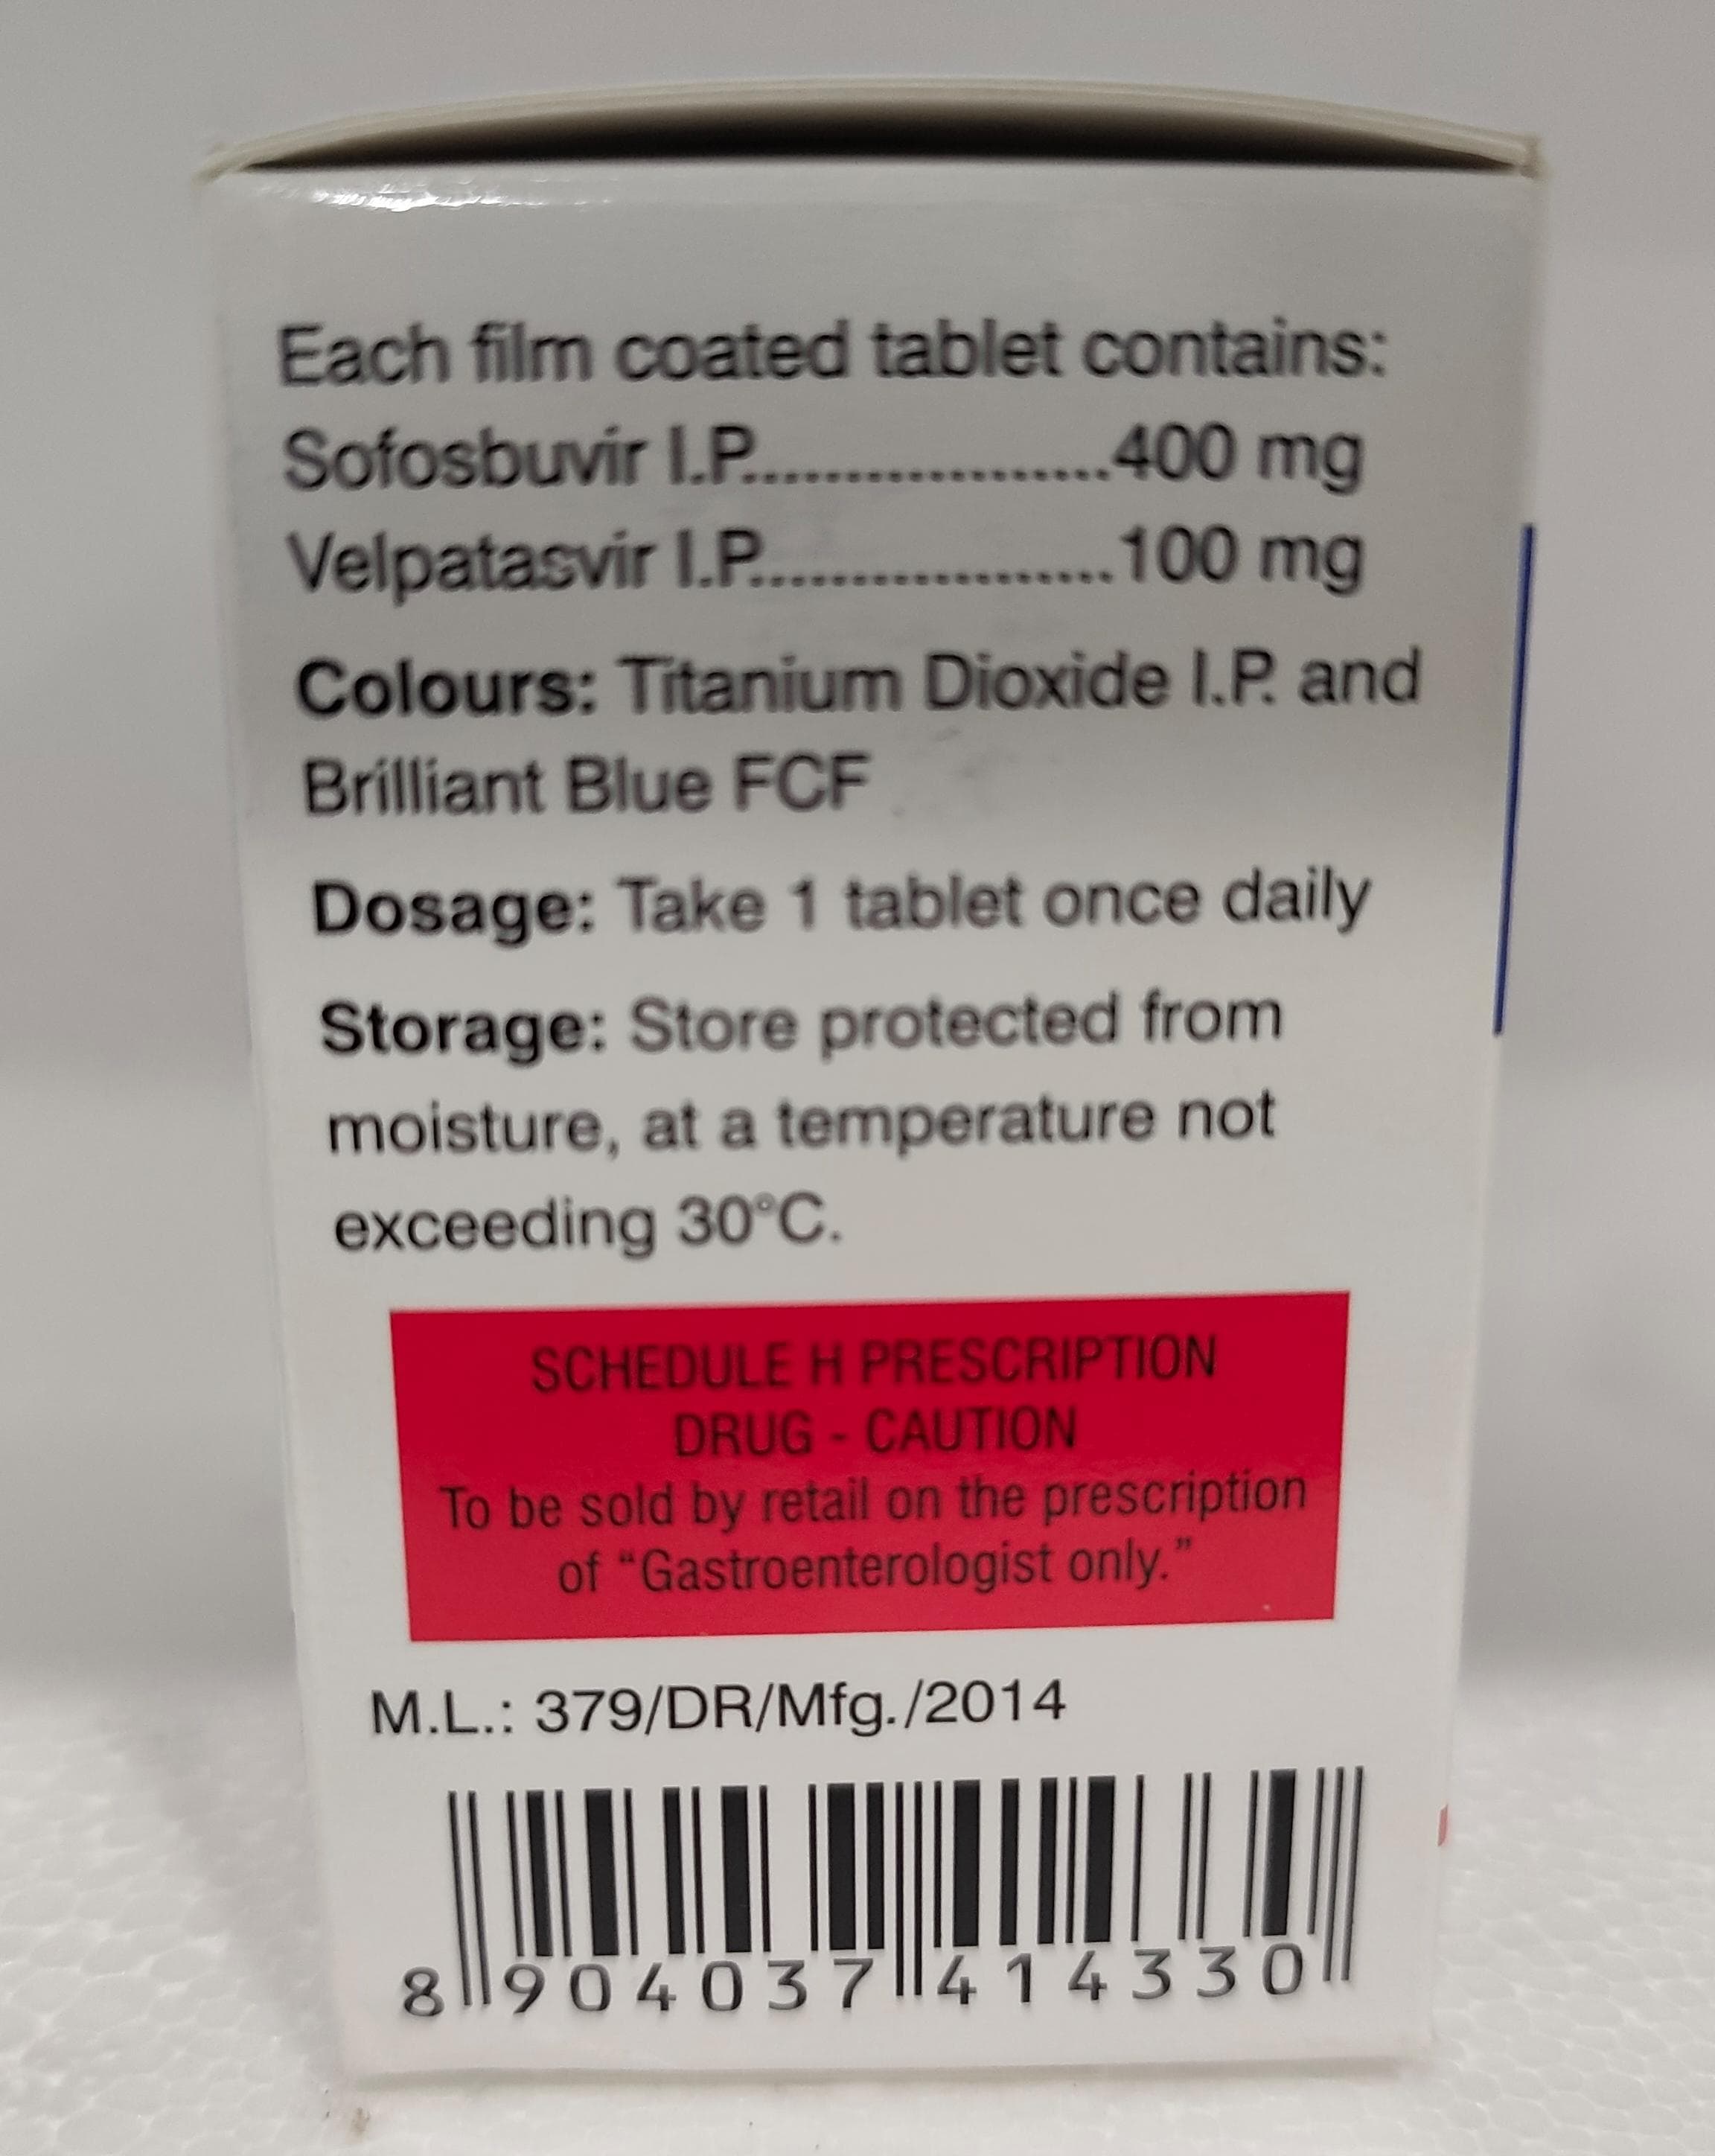 Each film coated tablet contains:
Sofosbuvir I.P..................400 mg
Velpatasvir I.P..................100 mg
Colours: Titanium Dioxide I.P. and
Brilliant Blue FCF
Dosage: Take 1 tablet once daily
Storage: Store protected from
moisture, at a temperature not
exceeding 30°C.
SCHEDULE H PRESCRIPTION
DRUG - CAUTION
To be sold by retail on the prescription
of “Gastroenterologist only.”
M.L.: 379/DR/Mfg./2014
8 904037 414330